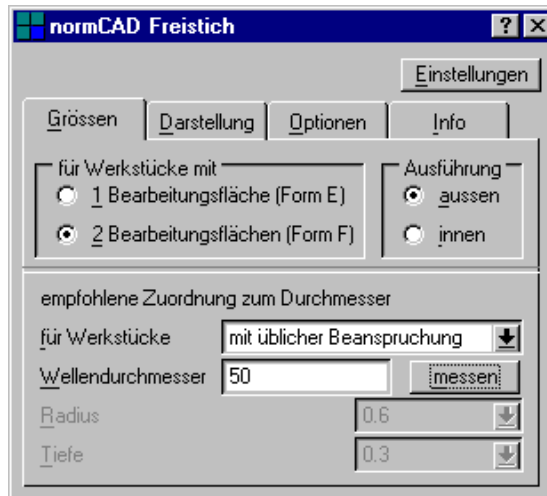 normCAD Freistich
Einstellungen
Grössen Darstellung Optionen Info
für Werkstücke mit Ausführung
1 Bearbeitungsfläche (Form E) aussen
2 Bearbeitungsflächen (Form F) innen
empfohlene Zuordnung zum Durchmesser
für Werkstücke mit üblicher Beanspruchung
Wellendurchmesser 50 messen
Radius 0.6
Tiefe 0.3